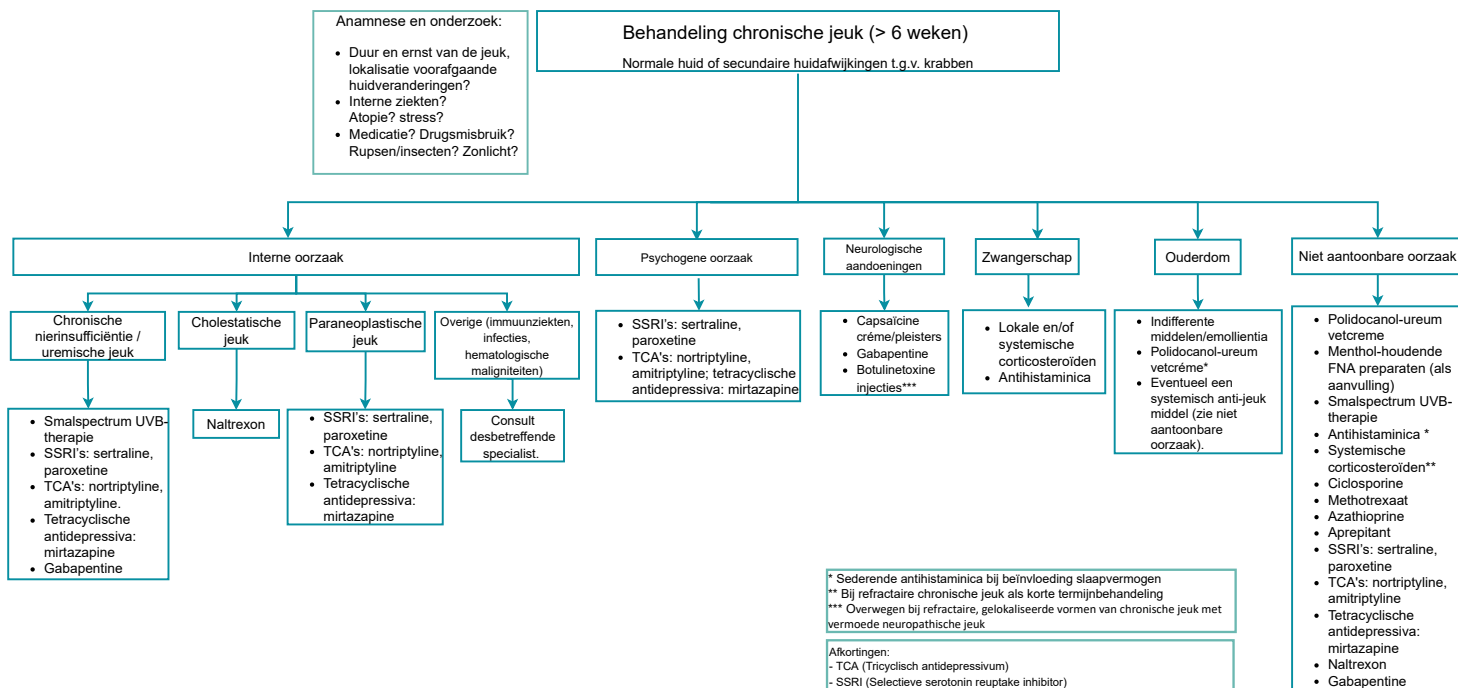 Anamnese en onderzoek:
• Duur en ernst van de jeuk,
lokalisatie voorafgaande
huidveranderingen?
• Interne ziekten?
Atopie? stress?
• Medicatie? Drugsmisbruik?
Rupsen/insecten? Zonlicht?
Behandeling chronische jeuk (> 6 weken)
Normale huid of secundaire huidafwijkingen t.g.v. krabben
Interne oorzaak
Psychogene oorzaak
Neurologische
aandoeningen
Zwangerschap
Ouderdom
Niet aantoonbare oorzaak
Chronische
nierinsufficiëntie /
uremische jeuk
Cholestatische
jeuk
Paraneoplastische
jeuk
Overige (immuunziekten,
infecties,
hematologische
maligniteiten)
• Smalspectrum UVB-
therapie
• SSRI's: sertraline,
paroxetine
• TCA's: nortriptyline,
amitriptyline.
• Tetracyclische
antidepressiva:
mirtazapine
• Gabapentine
Naltrexon
• SSRI's: sertraline,
paroxetine
• TCA's: nortriptyline,
amitriptyline
• Tetracyclische
antidepressiva:
mirtazapine
Consult
desbetreffende
specialist.
• SSRI's: sertraline,
paroxetine
• TCA's: nortriptyline,
amitriptyline; tetracyclische
antidepressiva: mirtazapine
• Capsaïcine
créme/pleisters
• Gabapentine
• Botulinetoxine
injecties***
• Lokale en/of
systemische
corticosteroïden
• Antihistaminica
• Indifferente
middelen/emollientia
• Polidocanol-ureum
vetcréme*
• Eventueel een
systemisch anti-jeuk
middel (zie niet
aantoonbare
oorzaak).
• Polidocanol-ureum
vetcreme
• Menthol-houdende
FNA preparaten (als
aanvulling)
• Smalspectrum UVB-
therapie
• Antihistaminica *
• Systemische
corticosteroïden**
• Ciclosporine
• Methotrexaat
• Azathioprine
• Aprepitant
• SSRI's: sertraline,
paroxetine
• TCA's: nortriptyline,
amitriptyline
• Tetracyclische
antidepressiva:
mirtazapine
• Naltrexon
• Gabapentine
* Sederende antihistaminica bij beïnvloeding slaapvermogen
** Bij refractaire chronische jeuk als korte termijnbehandeling
*** Overwegen bij refractaire, gelokaliseerde vormen van chronische jeuk met
vermoede neuropathische jeuk
Afkortingen:
- TCA (Tricyclisch antidepressivum)
- SSRI (Selectieve serotonin reuptake inhibitor)